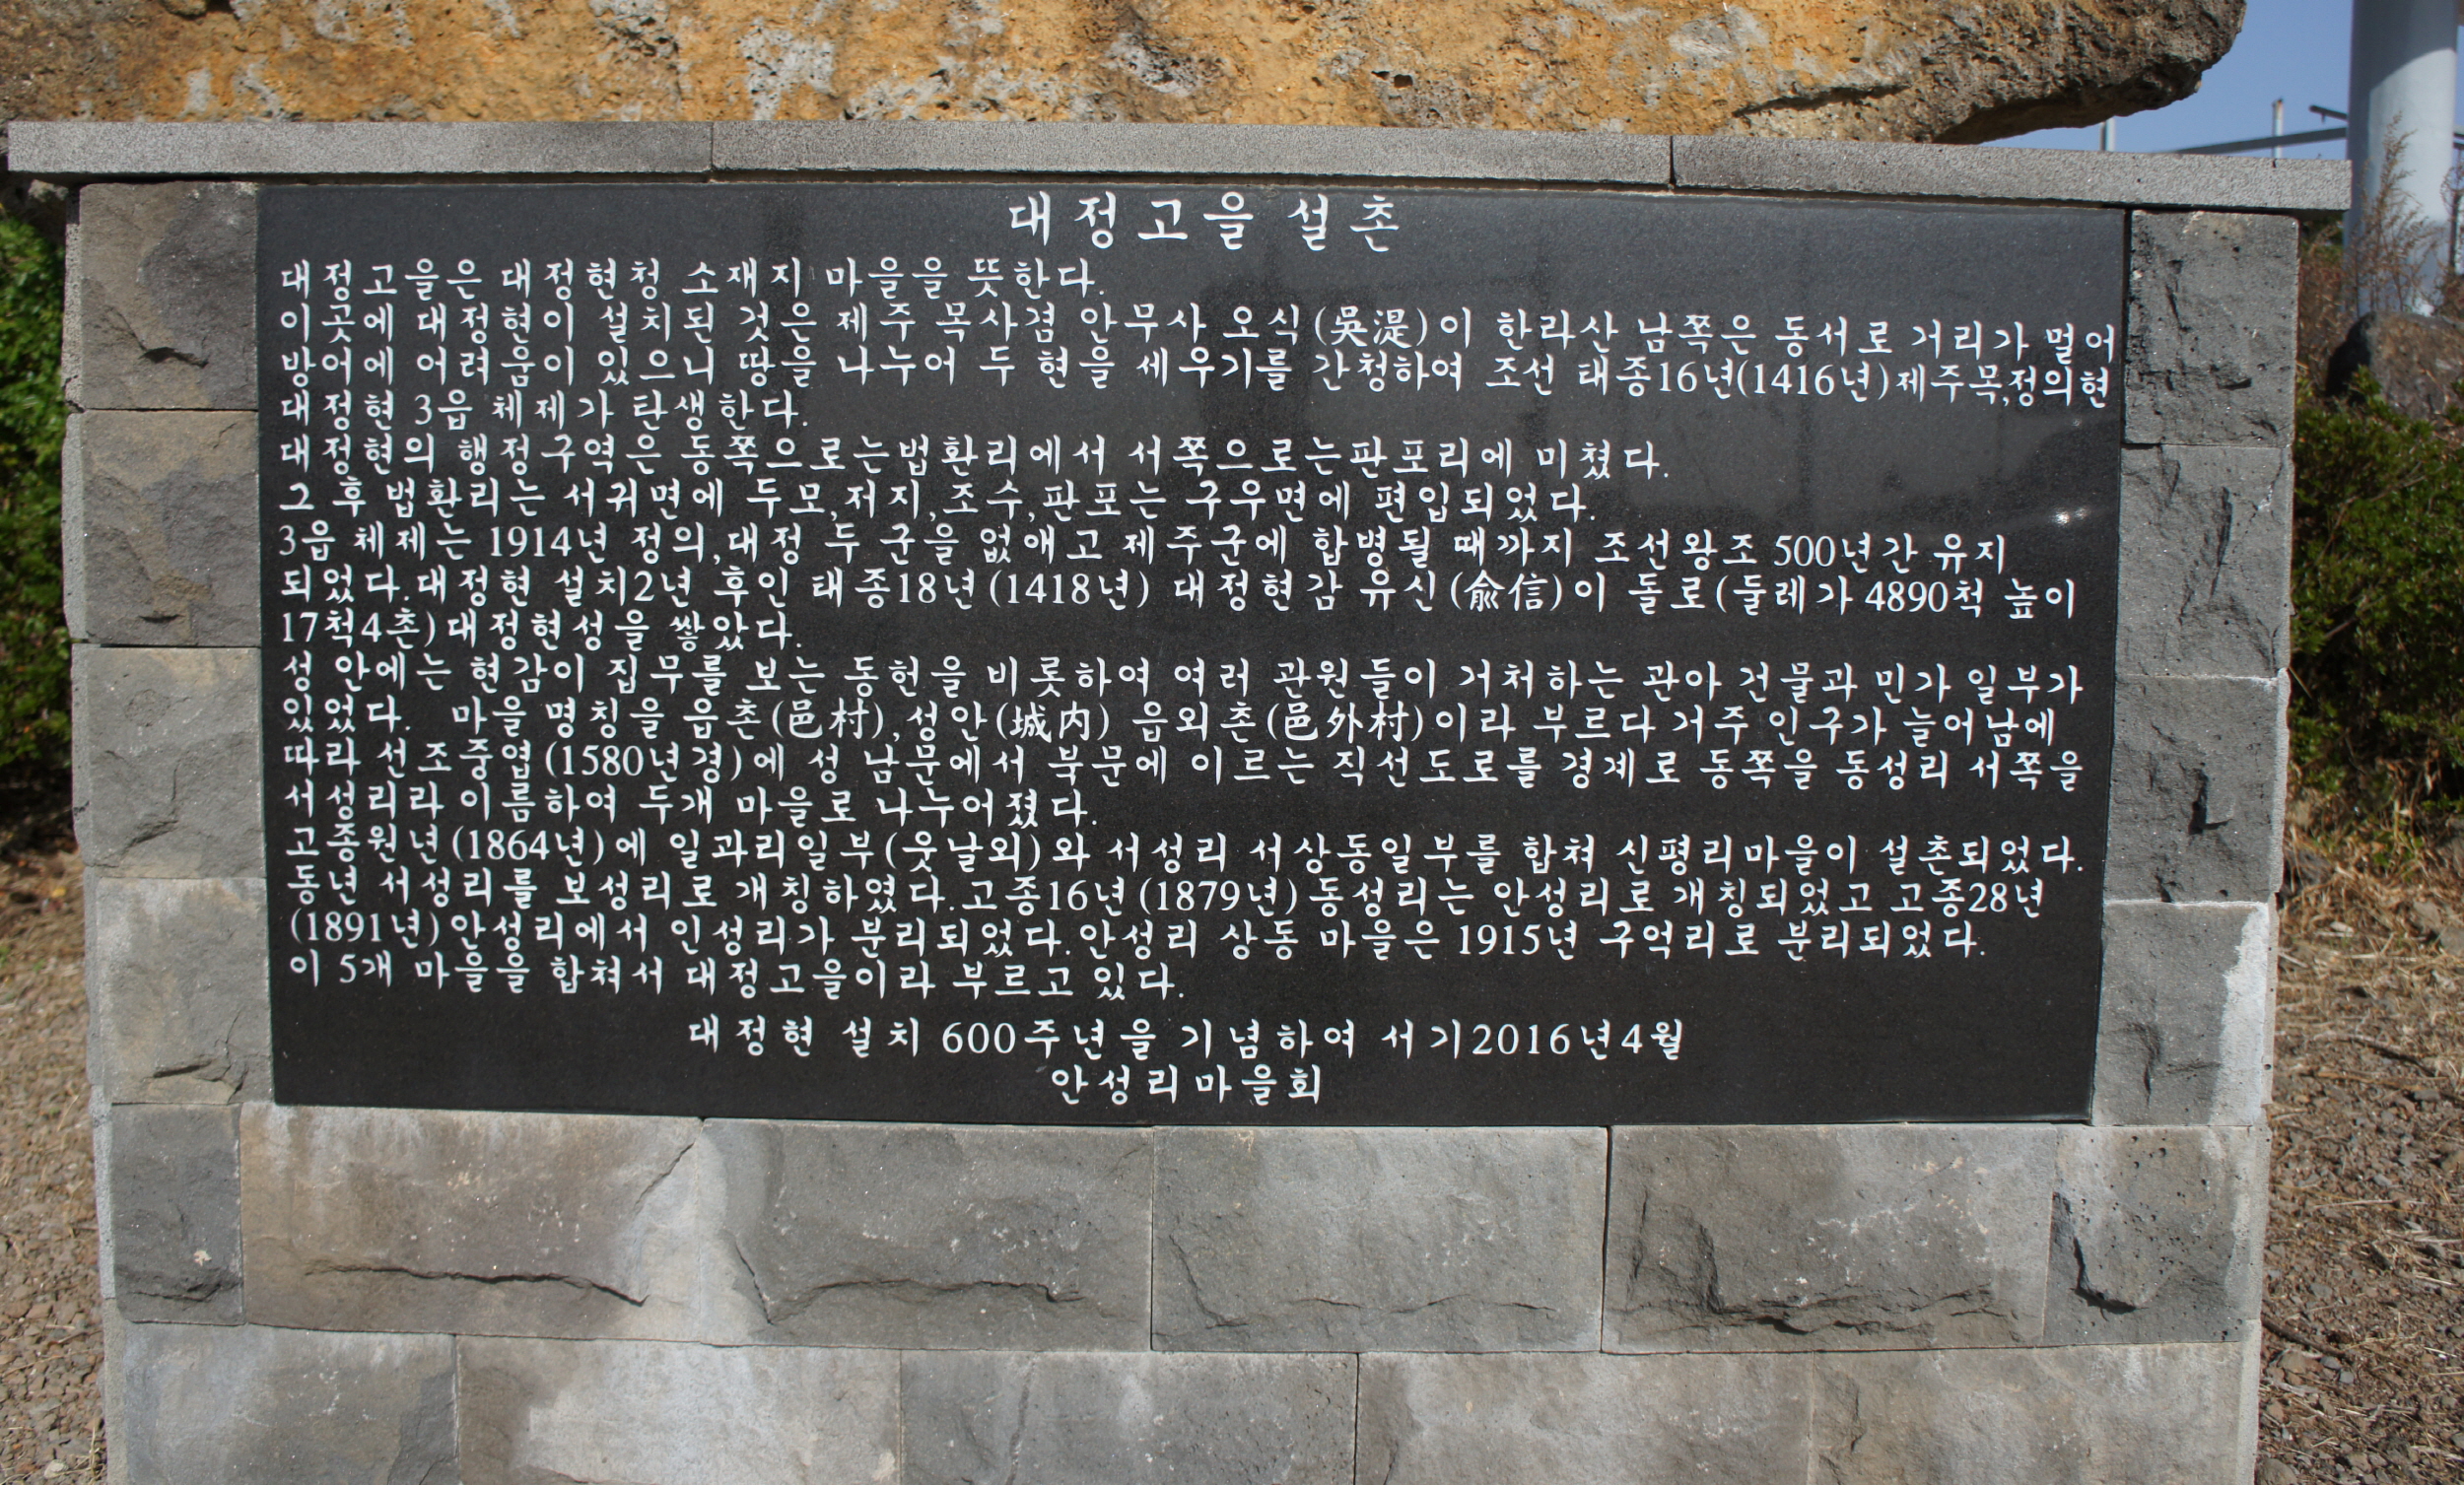 대정고을 설촌
대정고을은 대정현청 소재지 마을을 뜻한다.
이곳에 대정현이 설치된 것은 제주 목사겸 안무사 오식(吳湜)이 한라산 남쪽은 동서로 거리가 멀어
방어에 어려움이 있으니 땅을 나누어 두 현을 세우기를 간청하여 조선 태종16년(1416년)제주목,정의현
대정현 3읍 체제가 탄생한다.
대정현의 행정구역은 동쪽으로는법환리에서 서쪽으로는판포리에 미쳤다.
그 후 법환리는 서귀면에 두모,저지,조수,판포는 구우면에 편입되었다.
3읍 체제는 1914년 정의,대정 두 군을 없애고 제주군에 합병될 때까지 조선왕조 500년간 유지
되었다.대정현 설치2년 후인 태종18년(1418년) 대정현감 유신(兪信)이 돌로(둘레가 4890척 높이
17척4촌)대정현성을 쌓았다.
성 안에는 현감이 집무를 보는 동헌을 비롯하여 여러 관원들이 거처하는 관아 건물과 민가 일부가
있었다. 마을 명칭을 읍촌(邑村),성안(城內) 읍외촌(邑外村)이라 부르다 거주 인구가 늘어남에
따라 선조중엽(1580년경)에 성 남문에서 북문에 이르는 직선도로를 경계로 동쪽을 동성리 서쪽을
서성리라 이름하여 두개 마을로 나누어졌다.
고종원년(1864년)에 일과리일부(웃날외)와 서성리 서상동일부를 합쳐 신평리마을이 설촌되었다.
동년 서성리를 보성리로 개칭하였다.고종16년(1879년)동성리는 안성리로 개칭되었고 고종28년
(1891년)안성리에서 인성리가 분리되었다.안성리 상동 마을은 1915년 구억리로 분리되었다.
이 5개 마을을 합쳐서 대정고을이라 부르고 있다.
대정현 설치 600주년을 기념하여 서기2016년4월
안성리마을회